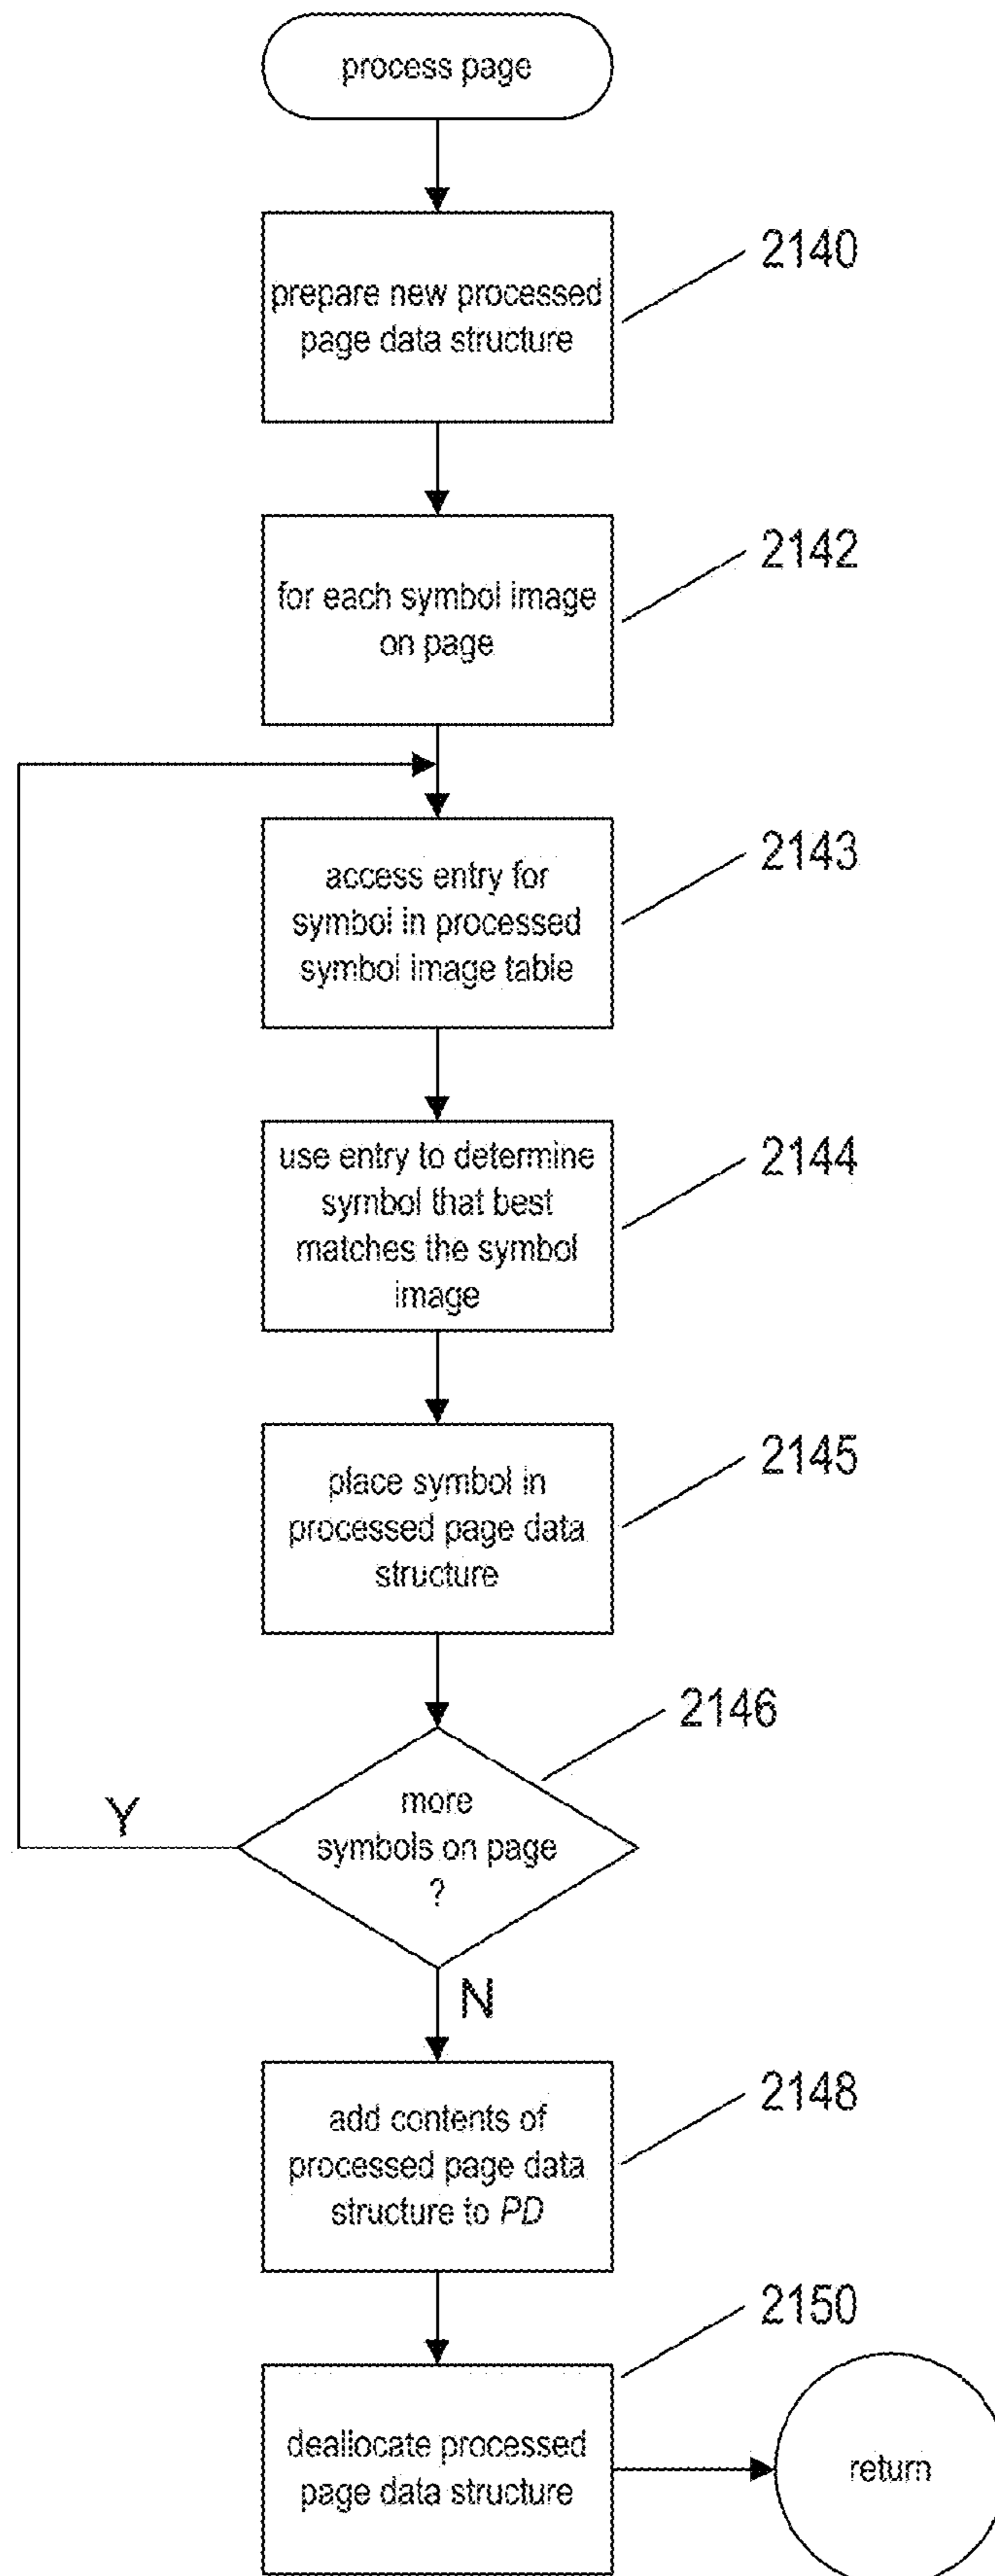 process page
2140
prepare new processed
page data structure
2142
for each symbol image
on page
2143
access entry for
symbol in processed
symbol image table
2144
use entry to determine
symbol that best
matches the symbol
image
2145
place symbol in
processed page data
structure
2146
more
symbols on page
?
Y
N
2148
add contents of
processed page data
structure to PD
2150
deallocate processed
page data structure
return